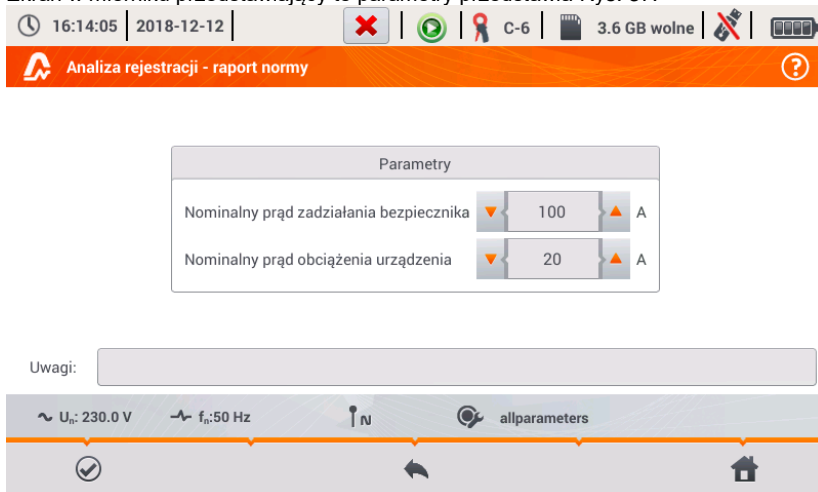 16:14:05 2018-12-12 C-6 3.6 GB wolne
Analiza rejestracji - raport normy
Parametry
Nominalny prąd zadziałania bezpiecznika 100 A
Nominalny prąd obciążenia urządzenia 20 A
Uwagi:
Un: 230.0 V fn:50 Hz N allparameters